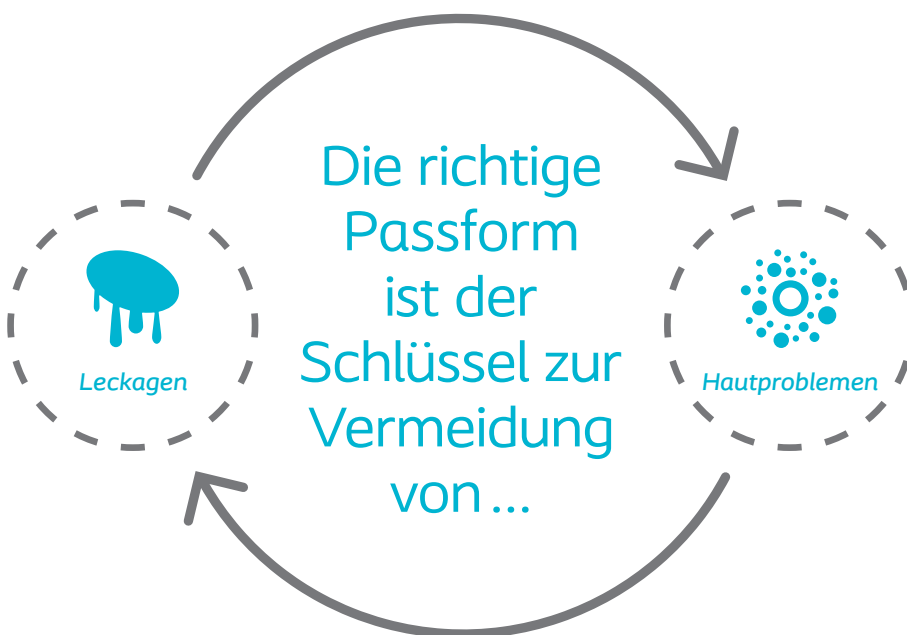 Die richtige
Passform
ist der
Schlüssel zur
Vermeidung
von...
Leckagen
Hautproblemen